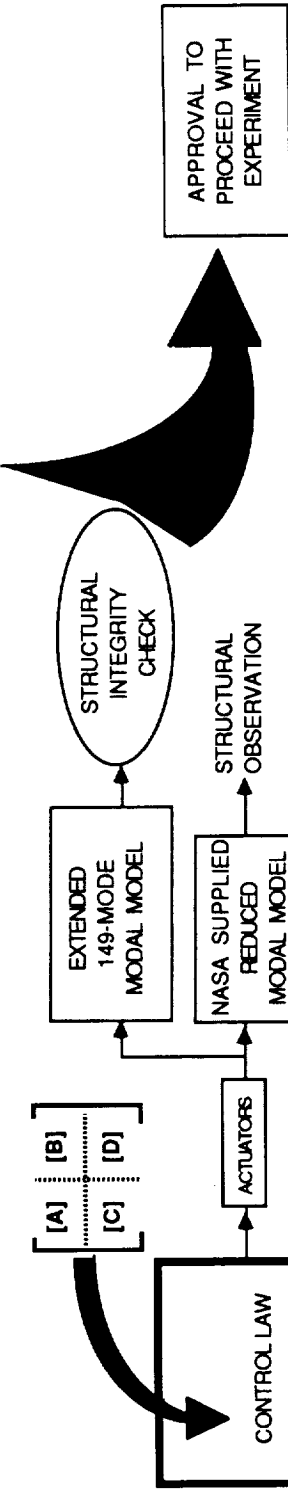 [A] [B]
[C] [D]
CONTROL LAW
ACTUATORS
EXTENDED
149-MODE
MODAL MODEL
NASA SUPPLIED
REDUCED
MODAL MODEL
STRUCTURAL
INTEGRITY
CHECK
STRUCTURAL
OBSERVATION
APPROVAL TO
PROCEED WITH
EXPERIMENT